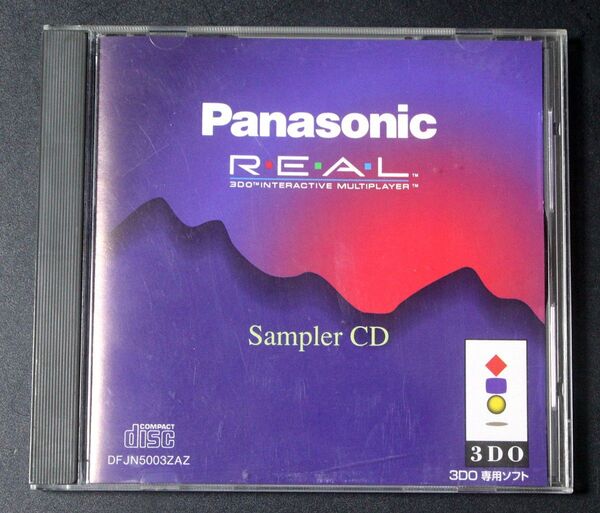 Panasonic
R·E·A·L™
3DO™ INTERACTIVE MULTIPLAYER™
Sampler CD
COMPACT
disc
DFJN5003ZAZ
3DO
3DO 専用ソフト